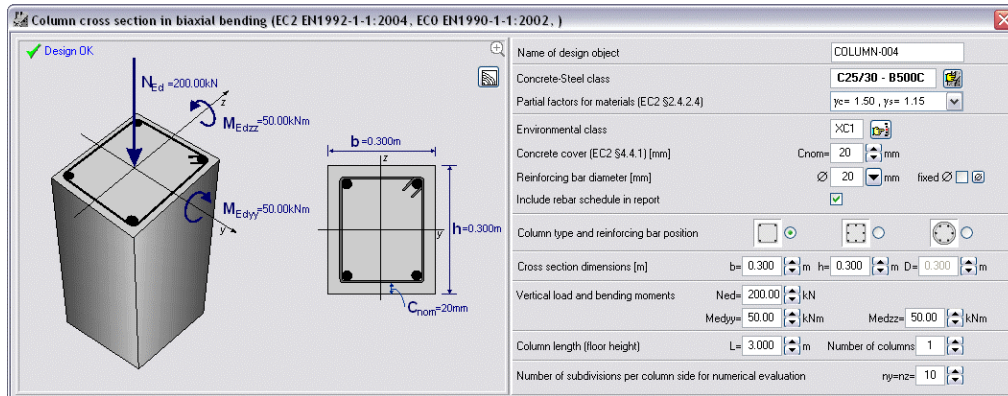 Column cross section in biaxial bending (EC2 EN1992-1-1:2004, EC0 EN1990-1-1:2002, )
Design OK
NEd =200.00kN
z
MEdzz=50.00kNm
MEdyy=50.00kNm
y
b=0.300m
z
y
h=0.300m
Cnom=20mm
Name of design object COLUMN-004
Concrete-Steel class C25/30 - B500C
Partial factors for materials (EC2 §2.4.2.4) γc= 1.50 , γs= 1.15
Environmental class XC1
Concrete cover (EC2 §4.4.1) [mm] Cnom= 20 mm
Reinforcing bar diameter [mm] Ø 20 mm fixed Ø Ø
Include rebar schedule in report
Column type and reinforcing bar position
Cross section dimensions [m] b= 0.300 m h= 0.300 m D= 0.300 m
Vertical load and bending moments Ned= 200.00 kN
Medyy= 50.00 kNm Medzz= 50.00 kNm
Column length (floor height) L= 3.000 m Number of columns 1
Number of subdivisions per column side for numerical evaluation ny=nz= 10